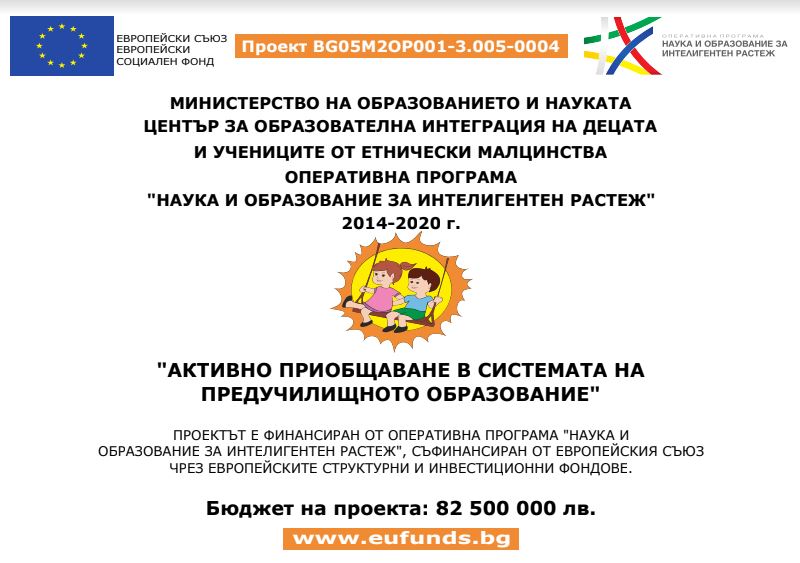 ЕВРОПЕЙСКИ СЪЮЗ
ЕВРОПЕЙСКИ
СОЦИАЛЕН ФОНД
Проект BG05M2OP001-3.005-0004
ОПЕРАТИВНА ПРОГРАМА
НАУКА И ОБРАЗОВАНИЕ ЗА
ИНТЕЛИГЕНТЕН РАСТЕЖ
МИНИСТЕРСТВО НА ОБРАЗОВАНИЕТО И НАУКАТА
ЦЕНТЪР ЗА ОБРАЗОВАТЕЛНА ИНТЕГРАЦИЯ НА ДЕЦАТА
И УЧЕНИЦИТЕ ОТ ЕТНИЧЕСКИ МАЛЦИНСТВА
ОПЕРАТИВНА ПРОГРАМА
"НАУКА И ОБРАЗОВАНИЕ ЗА ИНТЕЛИГЕНТЕН РАСТЕЖ"
2014-2020 г.
"АКТИВНО ПРИОБЩАВАНЕ В СИСТЕМАТА НА
ПРЕДУЧИЛИЩНОТО ОБРАЗОВАНИЕ"
ПРОЕКТЪТ Е ФИНАНСИРАН ОТ ОПЕРАТИВНА ПРОГРАМА "НАУКА И
ОБРАЗОВАНИЕ ЗА ИНТЕЛИГЕНТЕН РАСТЕЖ", СЪФИНАНСИРАН ОТ ЕВРОПЕЙСКИЯ СЪЮЗ
ЧРЕЗ ЕВРОПЕЙСКИТЕ СТРУКТУРНИ И ИНВЕСТИЦИОННИ ФОНДОВЕ.
Бюджет на проекта: 82 500 000 лв.
www.eufunds.bg